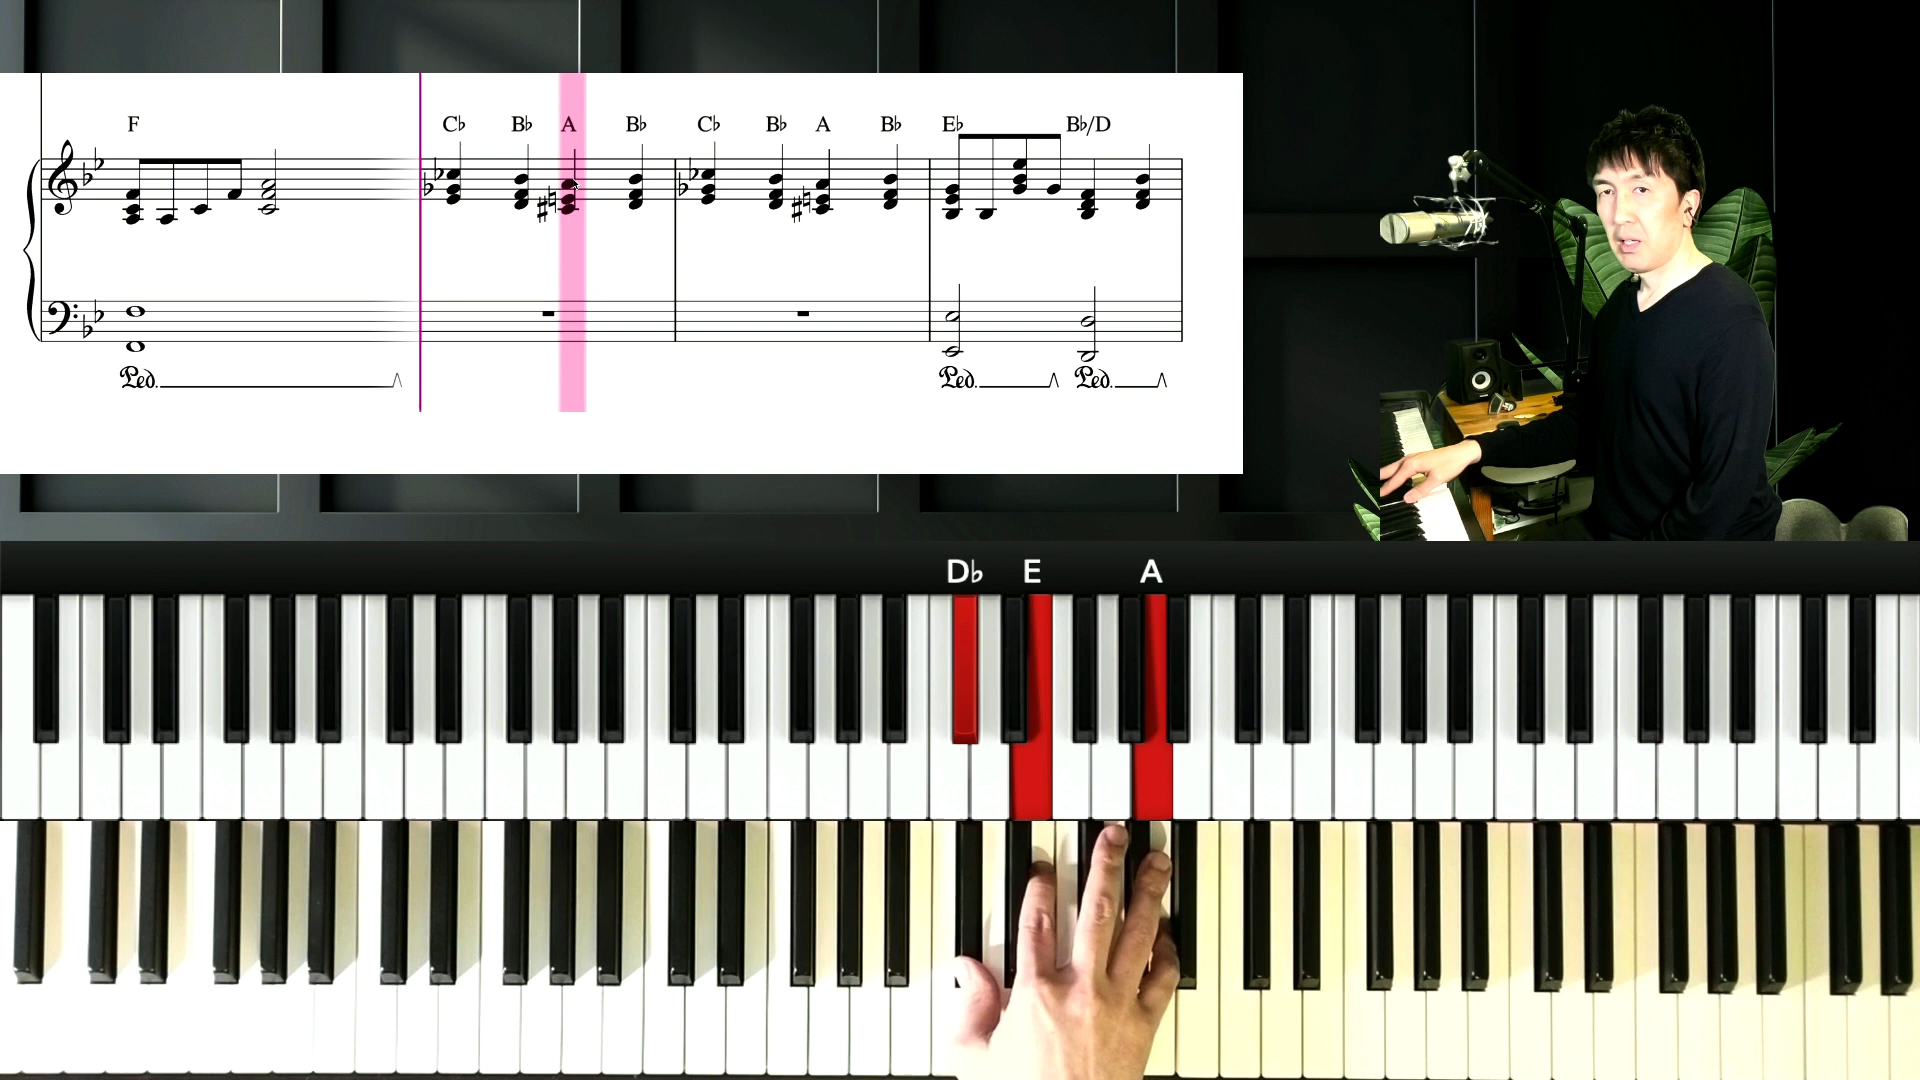 F C♭ B♭ A B♭ C♭ B♭ A B♭ E♭ B♭/D
Ped. Ped. Ped.
D♭ E A